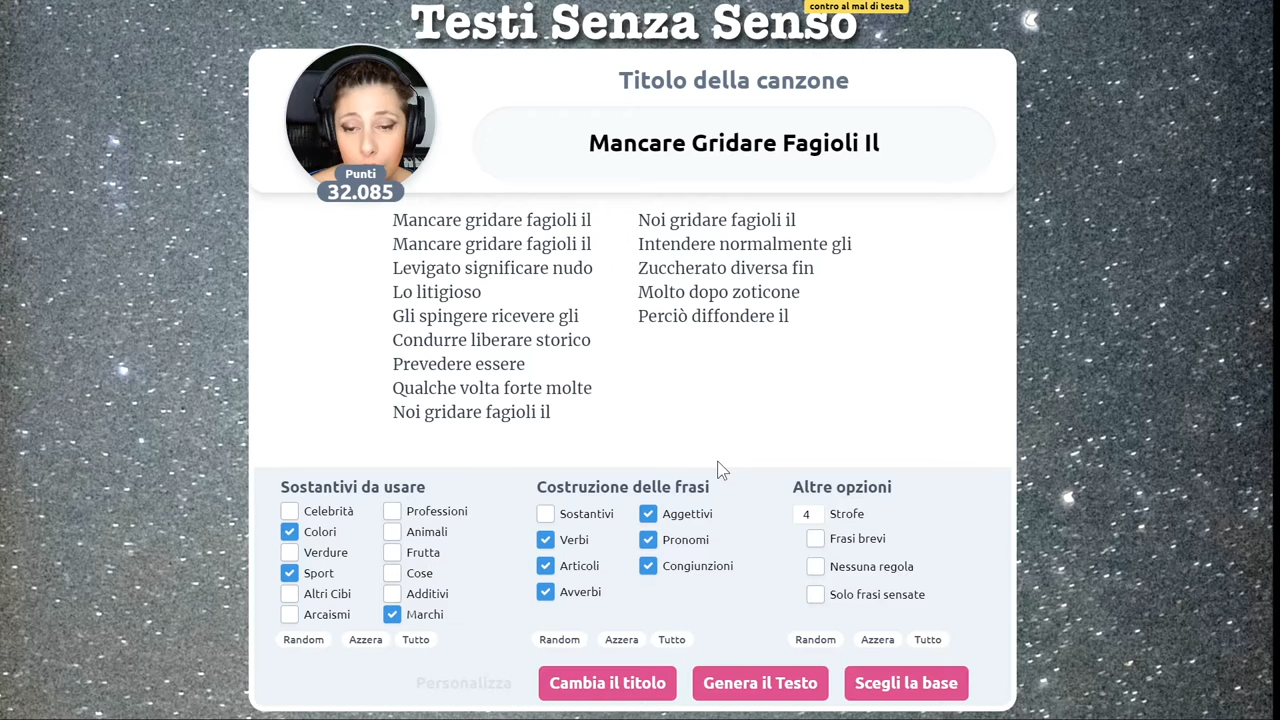 contro al mal di testa
Testi Senza Senso
Titolo della canzone
Mancare Gridare Fagioli Il
Punti
32.085
Mancare gridare fagioli il
Mancare gridare fagioli il
Levigato significare nudo
Lo litigioso
Gli spingere ricevere gli
Condurre liberare storico
Prevedere essere
Qualche volta forte molte
Noi gridare fagioli il
Noi gridare fagioli il
Intendere normalmente gli
Zuccherato diversa fin
Molto dopo zoticone
Perciò diffondere il
Sostantivi da usare
Celebrità
Professioni
Colori
Animali
Verdure
Frutta
Sport
Cose
Altri Cibi
Additivi
Arcaismi
Marchi
Random Azzera Tutto
Costruzione delle frasi
Sostantivi
Aggettivi
Verbi
Pronomi
Articoli
Congiunzioni
Avverbi
Random Azzera Tutto
Altre opzioni
4 Strofe
Frasi brevi
Nessuna regola
Solo frasi sensate
Random Azzera Tutto
Personalizza
Cambia il titolo
Genera il Testo
Scegli la base